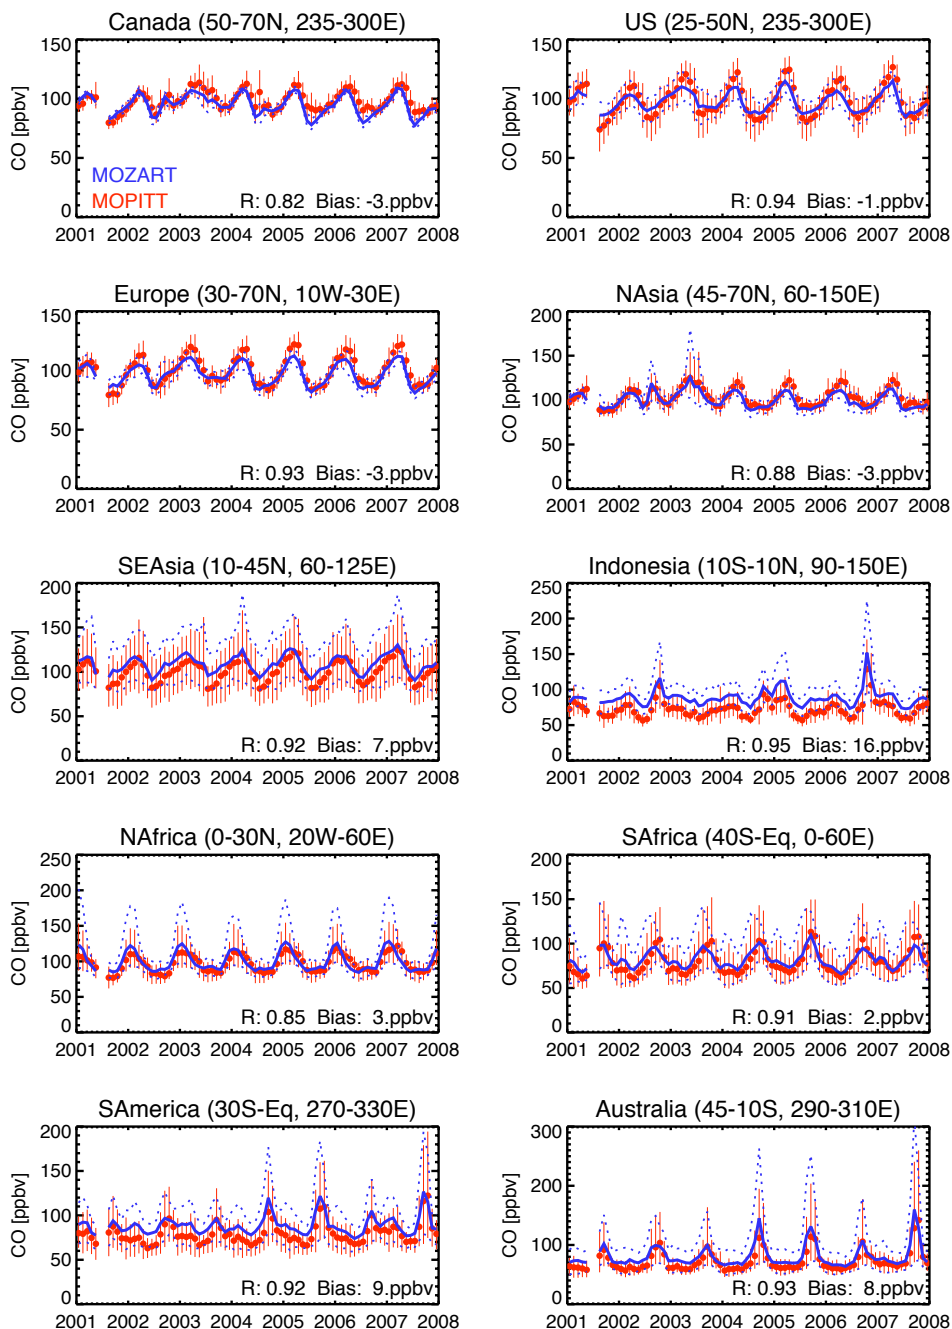 Canada (50-70N, 235-300E)
150
100
50
0
CO [ppbv]
MOZART
MOPITT
R: 0.82 Bias: -3.ppbv
2001 2002 2003 2004 2005 2006 2007 2008
US (25-50N, 235-300E)
150
100
50
0
CO [ppbv]
R: 0.94 Bias: -1.ppbv
2001 2002 2003 2004 2005 2006 2007 2008
Europe (30-70N, 10W-30E)
150
100
50
0
CO [ppbv]
R: 0.93 Bias: -3.ppbv
2001 2002 2003 2004 2005 2006 2007 2008
NAsia (45-70N, 60-150E)
200
150
100
50
0
CO [ppbv]
R: 0.88 Bias: -3.ppbv
2001 2002 2003 2004 2005 2006 2007 2008
SEAsia (10-45N, 60-125E)
200
150
100
50
0
CO [ppbv]
R: 0.92 Bias: 7.ppbv
2001 2002 2003 2004 2005 2006 2007 2008
Indonesia (10S-10N, 90-150E)
250
200
150
100
50
0
CO [ppbv]
R: 0.95 Bias: 16.ppbv
2001 2002 2003 2004 2005 2006 2007 2008
NAfrica (0-30N, 20W-60E)
250
200
150
100
50
0
CO [ppbv]
R: 0.85 Bias: 3.ppbv
2001 2002 2003 2004 2005 2006 2007 2008
SAfrica (40S-Eq, 0-60E)
200
150
100
50
0
CO [ppbv]
R: 0.91 Bias: 2.ppbv
2001 2002 2003 2004 2005 2006 2007 2008
SAmerica (30S-Eq, 270-330E)
200
150
100
50
0
CO [ppbv]
R: 0.92 Bias: 9.ppbv
2001 2002 2003 2004 2005 2006 2007 2008
Australia (45-10S, 290-310E)
300
200
100
0
CO [ppbv]
R: 0.93 Bias: 8.ppbv
2001 2002 2003 2004 2005 2006 2007 2008